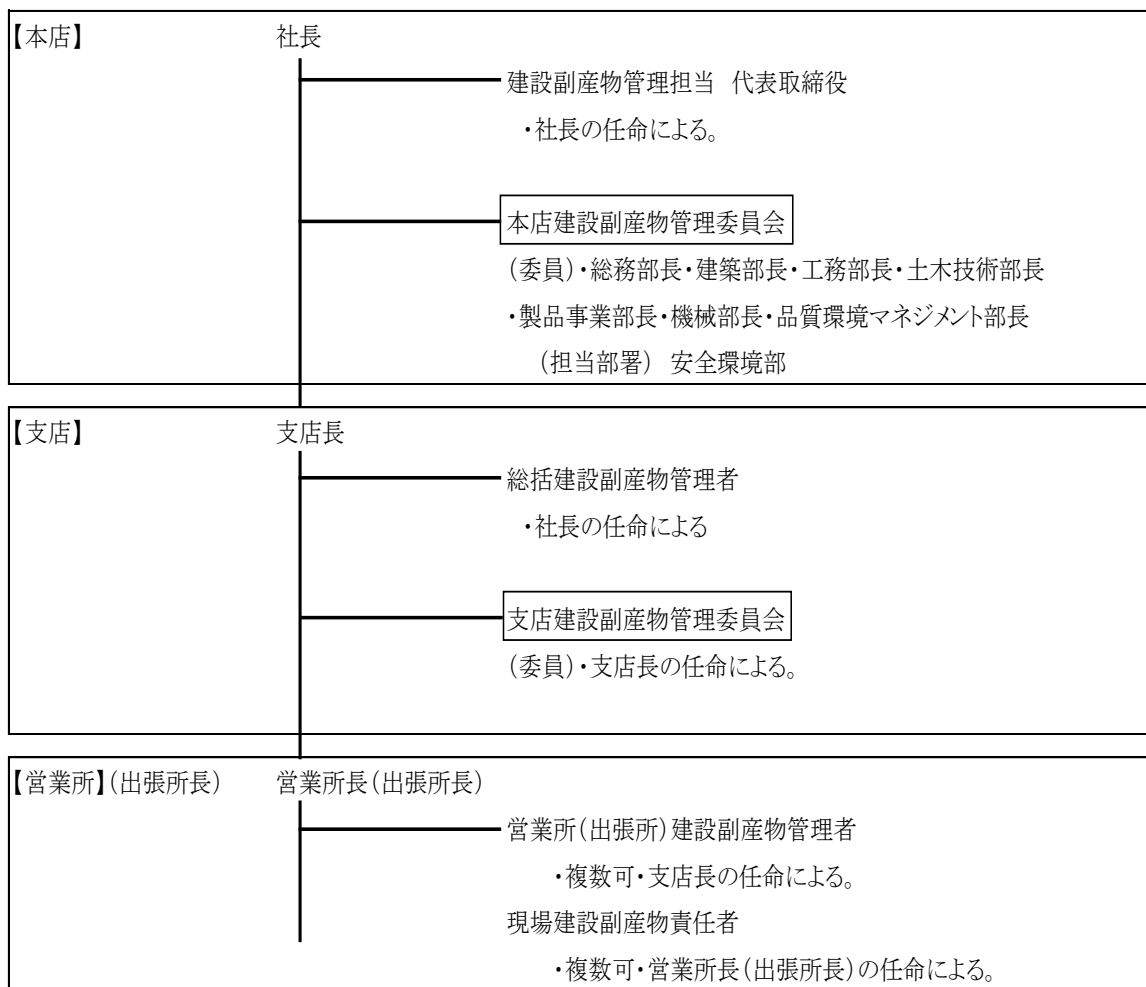 【本店】 社長
建設副産物管理担当 代表取締役
・社長の任命による。
本店建設副産物管理委員会
(委員)・総務部長・建築部長・工務部長・土木技術部長
・製品事業部長・機械部長・品質環境マネジメント部長
(担当部署) 安全環境部
【支店】 支店長
総括建設副産物管理者
・社長の任命による
支店建設副産物管理委員会
(委員)・支店長の任命による。
【営業所】(出張所長) 営業所長(出張所長)
営業所(出張所)建設副産物管理者
・複数可・支店長の任命による。
現場建設副産物責任者
・複数可・営業所長(出張所長)の任命による。